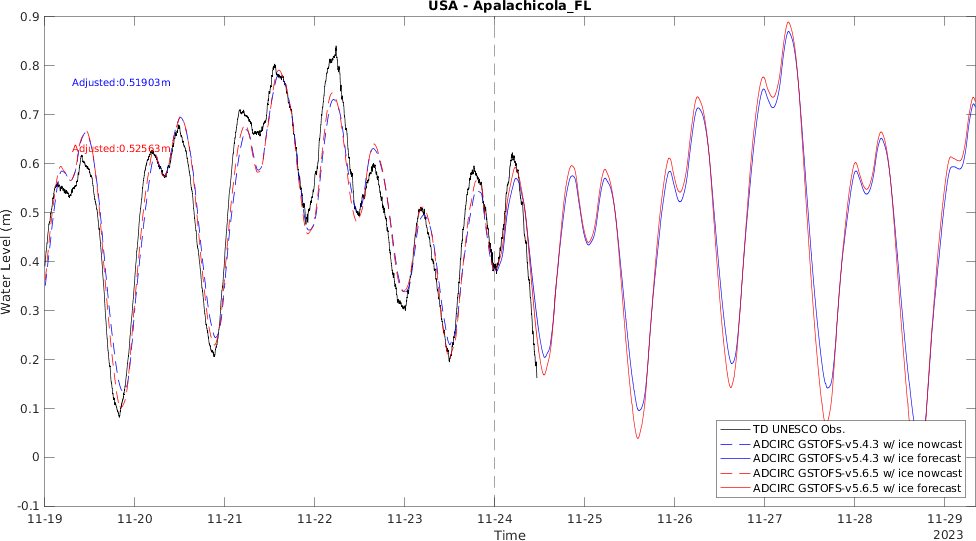 USA - Apalachicola_FL
0.9
0.8
0.7
0.6
0.5
0.4
0.3
0.2
0.1
0
-0.1
Water Level (m)
Adjusted:0.51903m
Adjusted:0.52563m
TD UNESCO Obs.
ADCIRC GSTOFS-v5.4.3 w/ ice nowcast
ADCIRC GSTOFS-v5.4.3 w/ ice forecast
ADCIRC GSTOFS-v5.6.5 w/ ice nowcast
ADCIRC GSTOFS-v5.6.5 w/ ice forecast
11-19 11-20 11-21 11-22 11-23 11-24 11-25 11-26 11-27 11-28 11-29
2023
Time